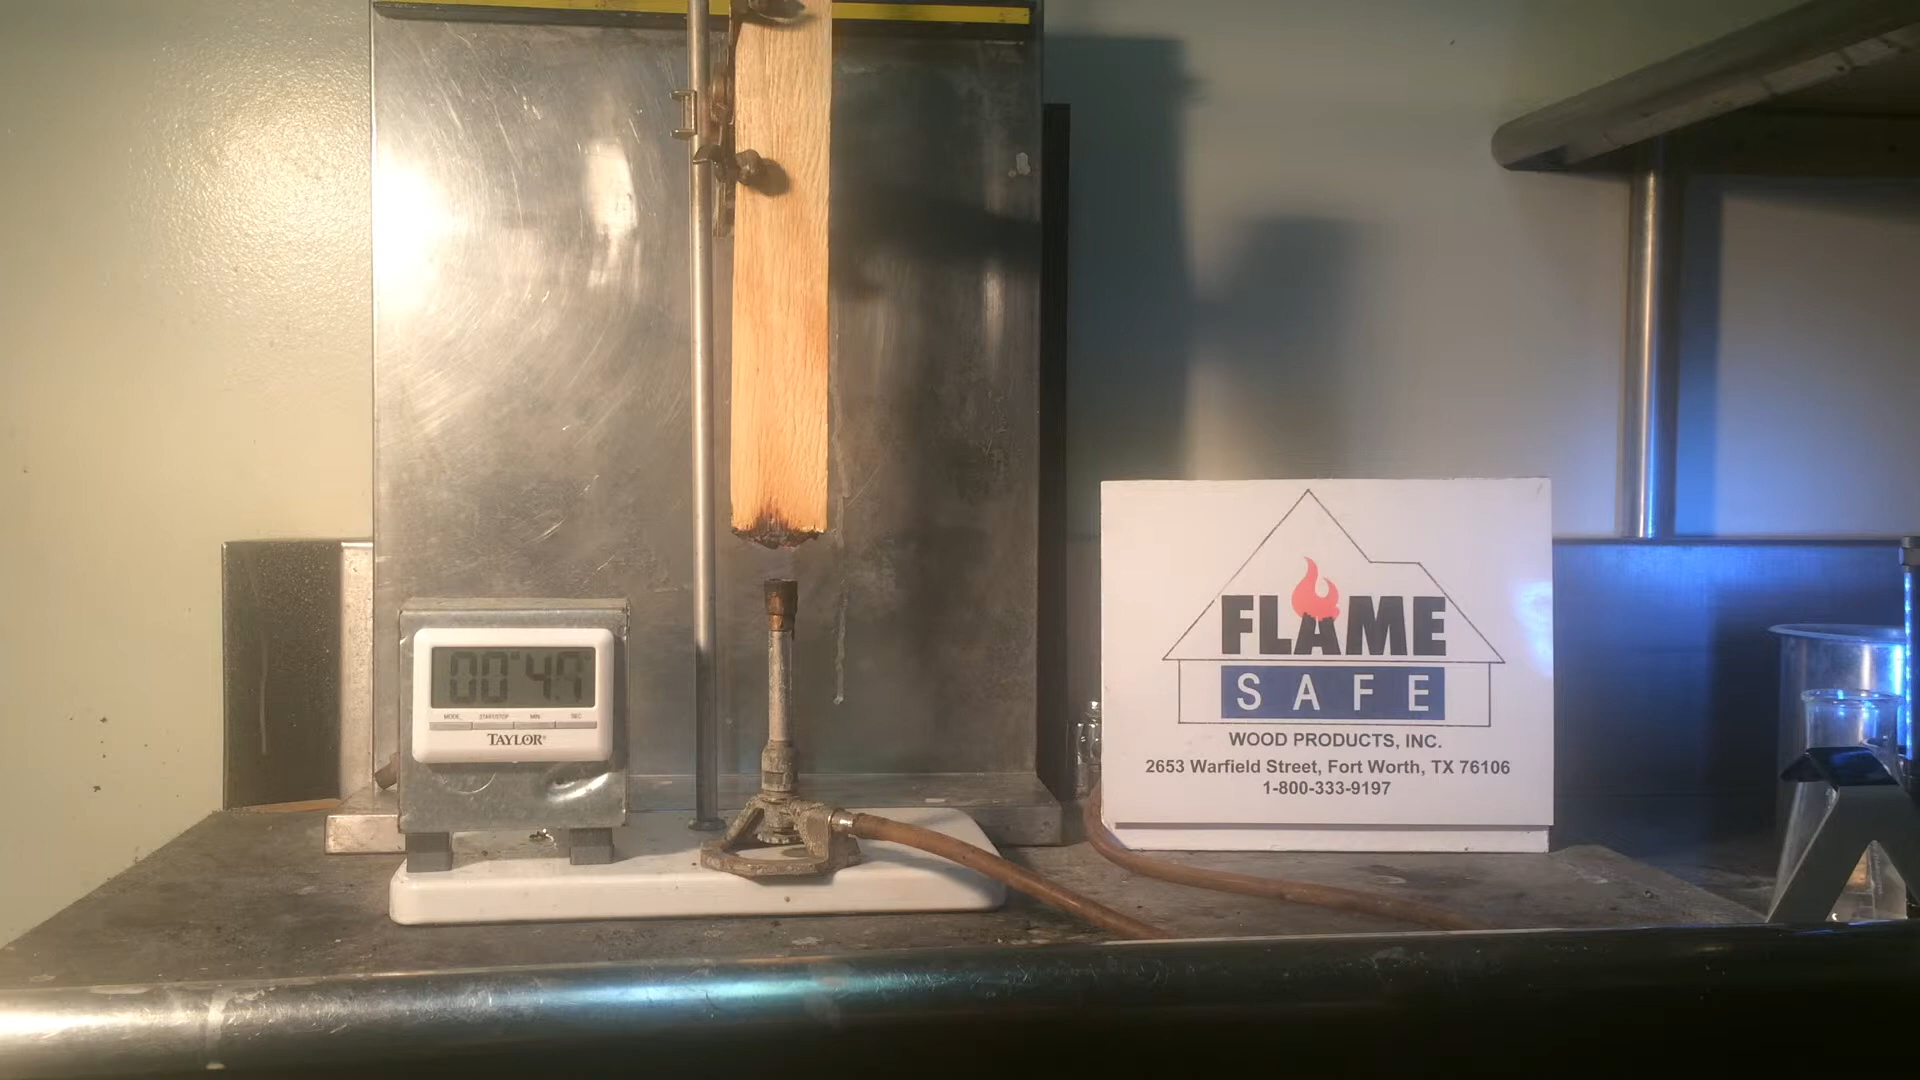 00 47
MODE START/STOP MIN SEC
TAYLOR
FLAME
SAFE
WOOD PRODUCTS, INC.
2653 Warfield Street, Fort Worth, TX 76106
1-800-333-9197